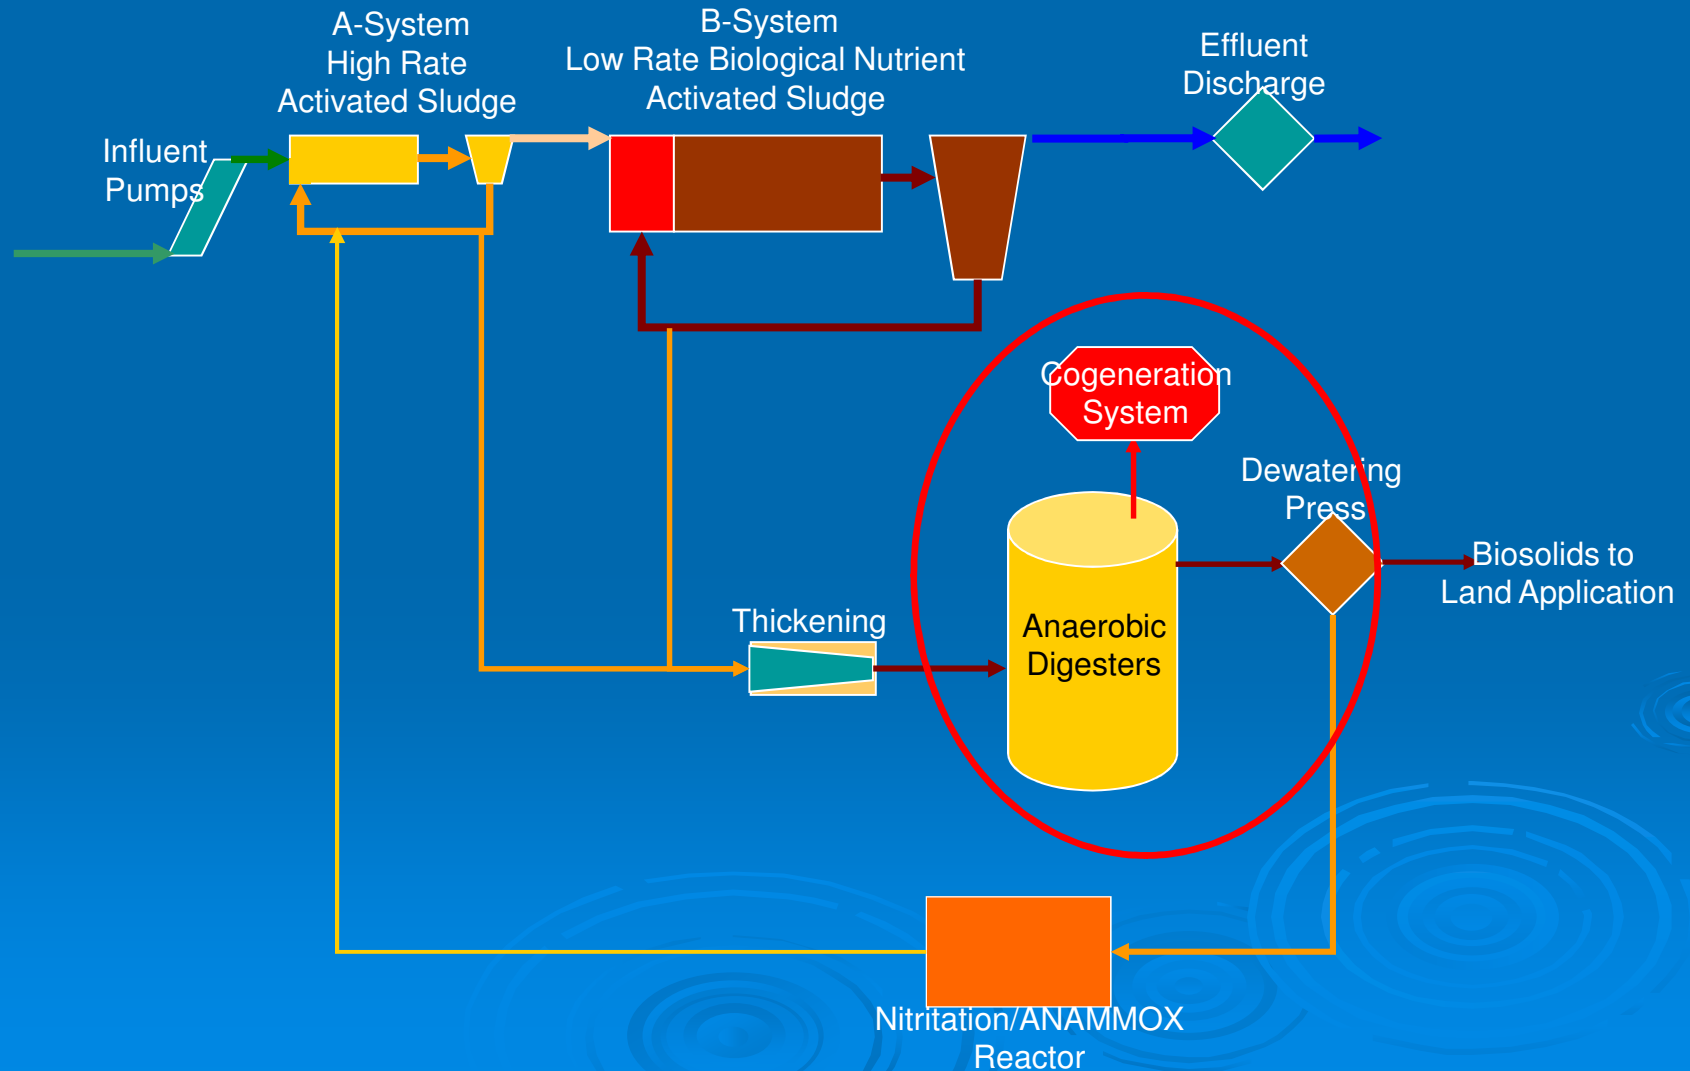 A-System
High Rate
Activated Sludge
B-System
Low Rate Biological Nutrient
Activated Sludge
Effluent
Discharge
Influent
Pumps
Cogeneration
System
Dewatering
Press
Biosolids to
Land Application
Thickening
Anaerobic
Digesters
Nitritation/ANAMMOX
Reactor